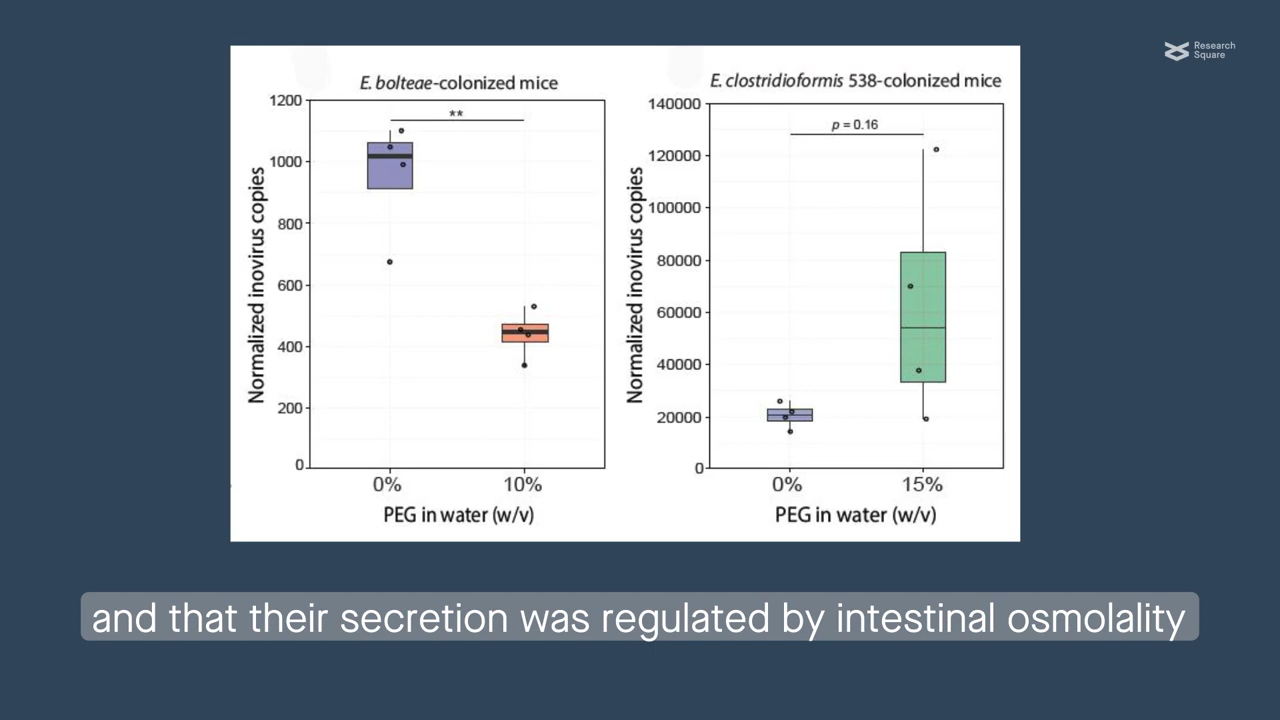 Research
Square
E. bolteae-colonized mice
**
Normalized inovirus copies
1200
1000
800
600
400
200
0
0%
10%
PEG in water (w/v)
E. clostridioformis 538-colonized mice
p = 0.16
Normalized inovirus copies
140000
120000
100000
80000
60000
40000
20000
0
0%
15%
PEG in water (w/v)
and that their secretion was regulated by intestinal osmolality